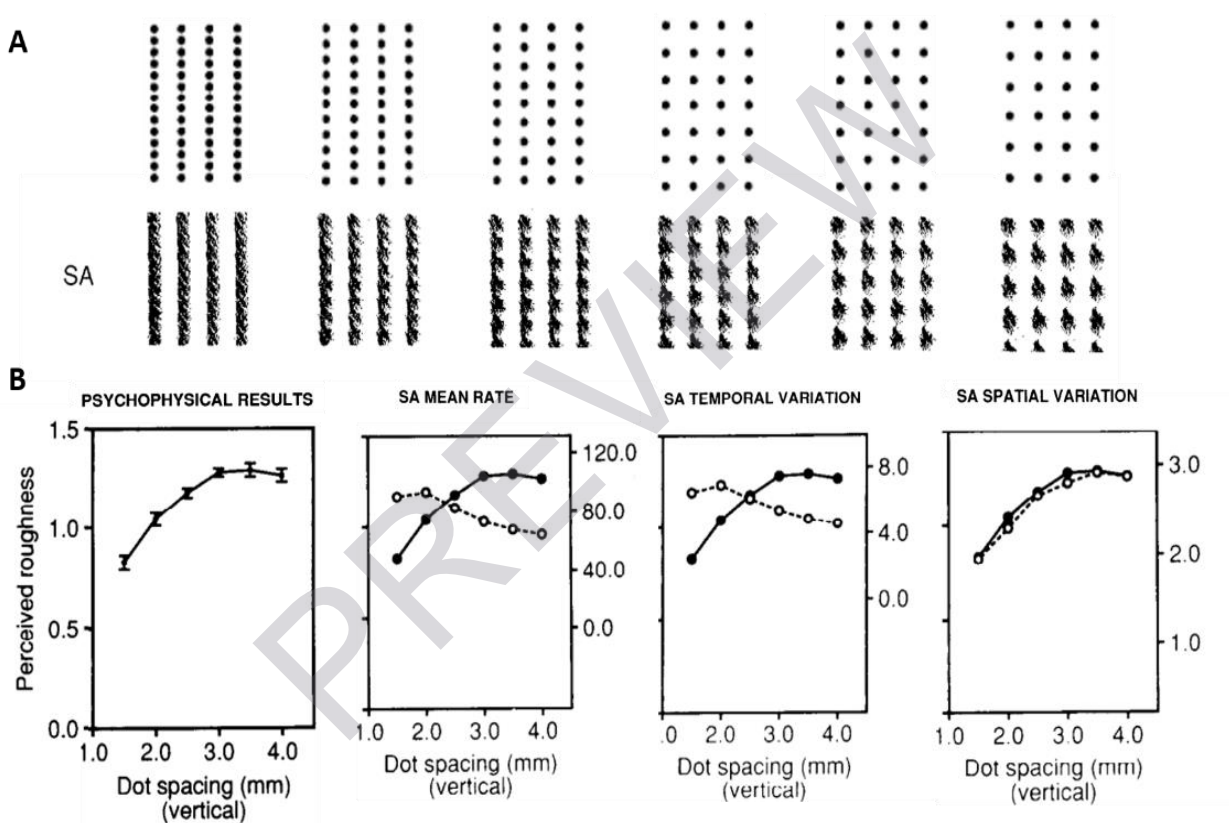 A
SA
B
PSYCHOPHYSICAL RESULTS
SA MEAN RATE
SA TEMPORAL VARIATION
SA SPATIAL VARIATION
Perceived roughness
1.5
1.0
0.5
0.0
1.0 2.0 3.0 4.0
Dot spacing (mm)
(vertical)
120.0
80.0
40.0
0.0
1.0 2.0 3.0 4.0
Dot spacing (mm)
(vertical)
8.0
4.0
0.0
.0 2.0 3.0 4.0
Dot spacing (mm)
(vertical)
3.0
2.0
1.0
.0 2.0 3.0 4.0
Dot spacing (mm)
(vertical)
PREVIEW